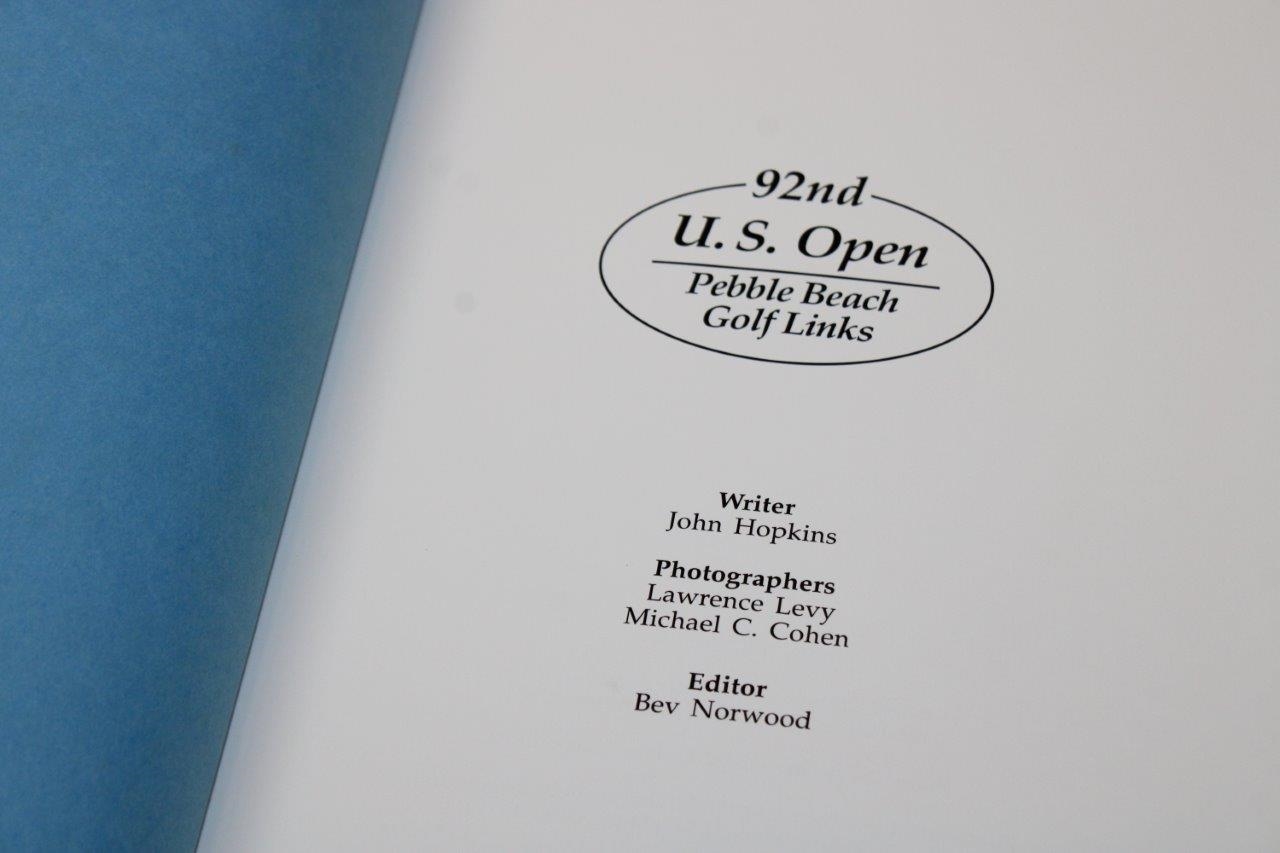 92nd
U. S. Open
Pebble Beach
Golf Links
Writer
John Hopkins
Photographers
Lawrence Levy
Michael C. Cohen
Editor
Bev Norwood